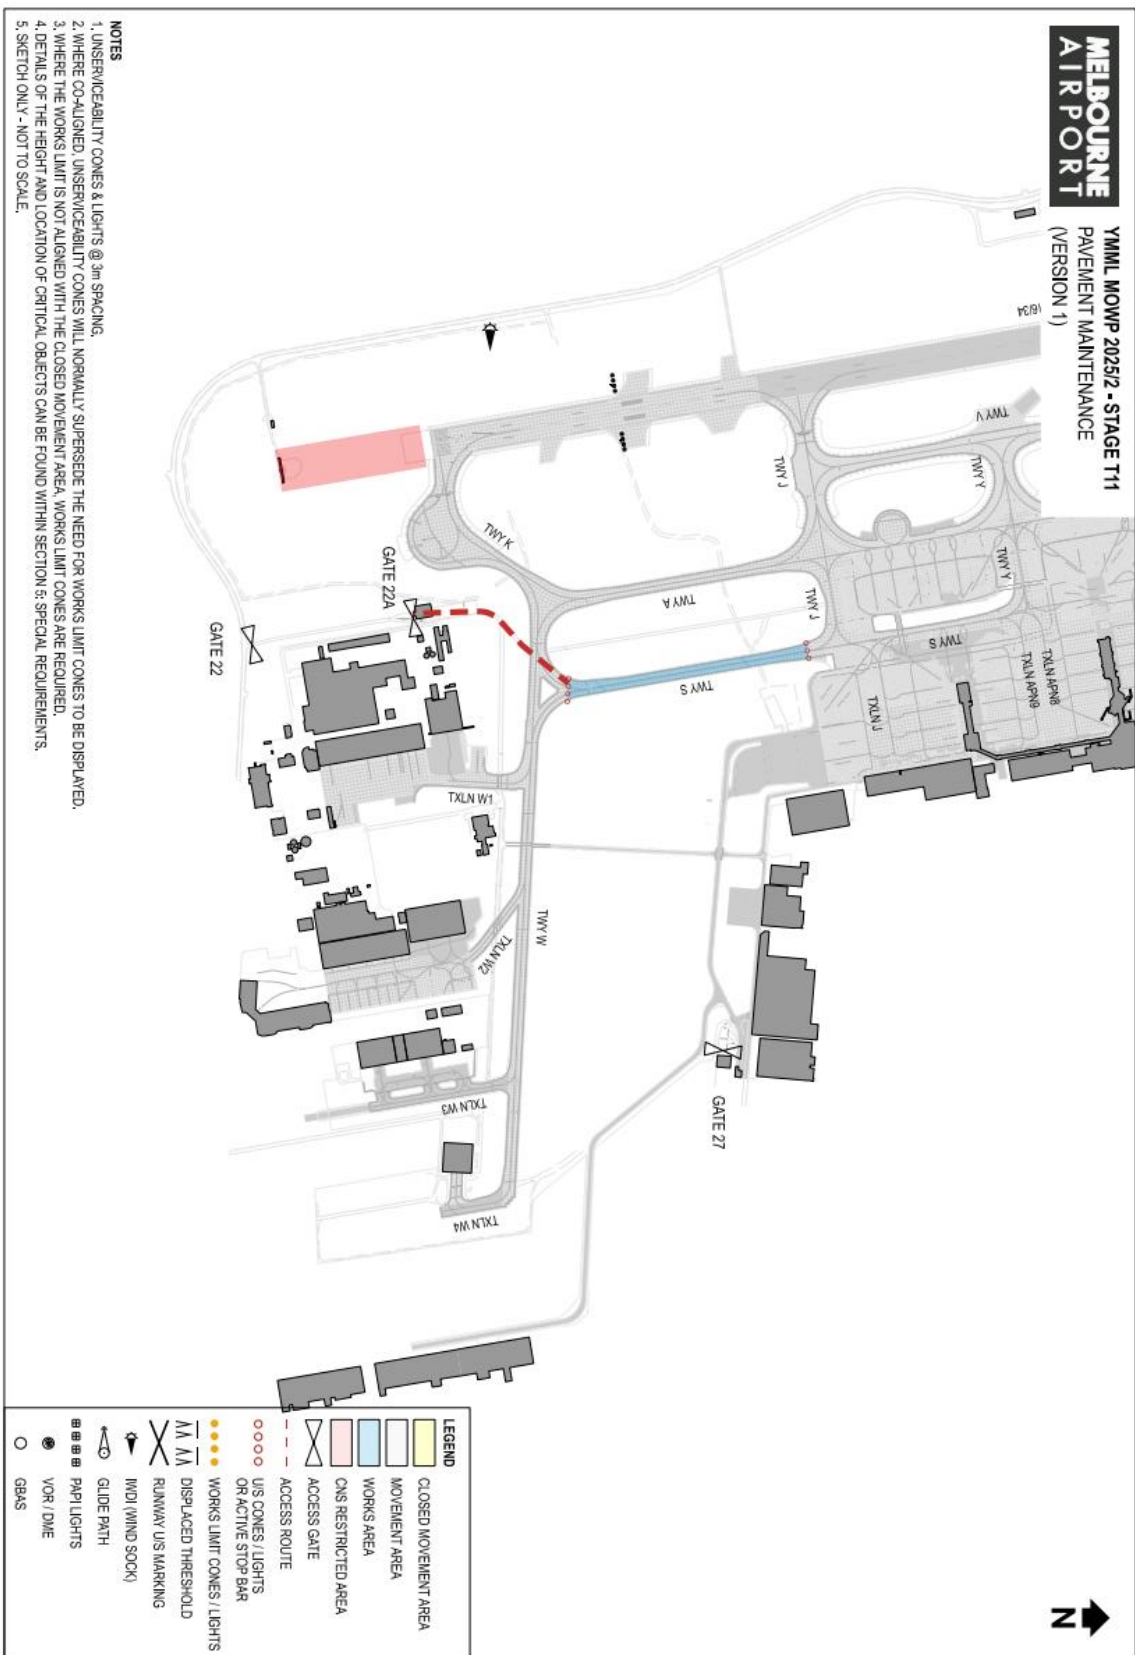 MELBOURNE
AIRPORT
YMML MOWP 2025/2 - STAGE T11
PAVEMENT MAINTENANCE
(VERSION 1)
16/34
TWY V
TWY J
TWY Y
TWY K
TWY Y
TWY A
TWY J
TWY S
TXLN APN8
TXLN APN9
TWY S
TXLN J
GATE 22A
GATE 22
TXLN W1
TWY W
TXLN W2
GATE 27
TXLN W3
TXLN W4
NOTES
1. UNSERVICEABILITY CONES & LIGHTS @ 3m SPACING.
2. WHERE CO-ALIGNED, UNSERVICEABILITY CONES WILL NORMALLY SUPERSEDE THE NEED FOR WORKS LIMIT CONES TO BE DISPLAYED.
3. WHERE THE WORKS LIMIT IS NOT ALIGNED WITH THE CLOSED MOVEMENT AREA, WORKS LIMIT CONES ARE REQUIRED.
4. DETAILS OF THE HEIGHT AND LOCATION OF CRITICAL OBJECTS CAN BE FOUND WITHIN SECTION 5: SPECIAL REQUIREMENTS.
5. SKETCH ONLY - NOT TO SCALE.
LEGEND
CLOSED MOVEMENT AREA
MOVEMENT AREA
WORKS AREA
CNS RESTRICTED AREA
ACCESS GATE
ACCESS ROUTE
U/S CONES / LIGHTS
OR ACTIVE STOP BAR
WORKS LIMIT CONES / LIGHTS
DISPLACED THRESHOLD
RUNWAY U/S MARKING
IWDI (WIND SOCK)
GLIDE PATH
PAPI LIGHTS
VOR / DME
GBAS
N